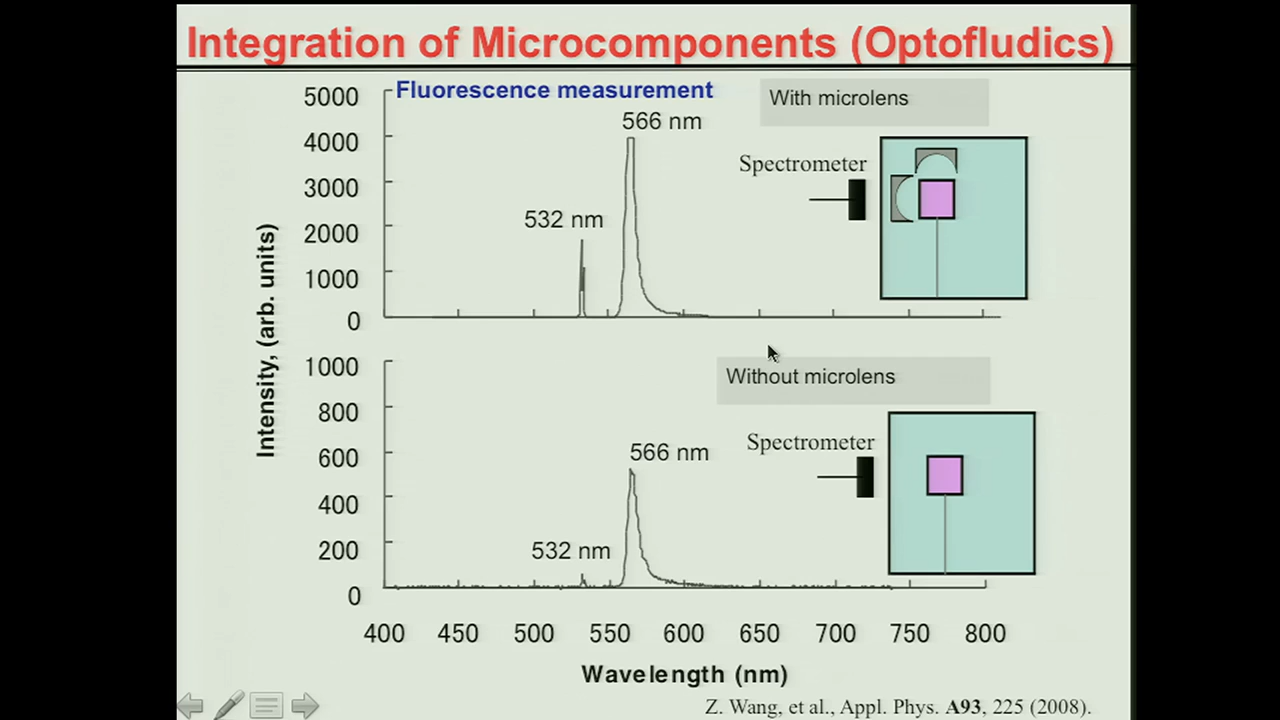 Integration of Microcomponents (Optofludics)
Fluorescence measurement
With microlens
5000
4000
3000
2000
1000
0
566 nm
532 nm
Spectrometer
Intensity, (arb. units)
Without microlens
1000
800
600
400
200
0
566 nm
532 nm
Spectrometer
400 450 500 550 600 650 700 750 800
Wavelength (nm)
Z. Wang, et al., Appl. Phys. A93, 225 (2008).